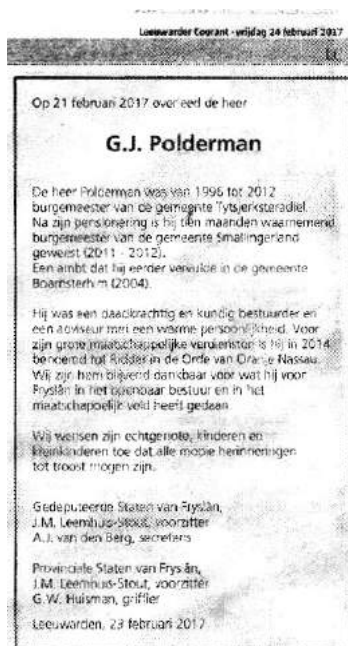 Leeuwarder Courant - vrijdag 24 februari 2017
Op 21 februari 2017 overleed de heer
G.J. Polderman
De heer Polderman was van 1996 tot 2012
burgemeester van de gemeente Tytsjerksteradiel.
Na zijn pensionering is hij tien maanden waarnemend
burgemeester van de gemeente Smallingerland
geweest (2011 - 2012).
Een ambt dat hij eerder vervulde in de gemeente
Boarnsterhim (2004).
Hij was een daadkrachtig en kundig bestuurder en
een adviseur met een warme persoonlijkheid. Voor
zijn grote maatschappelijke verdiensten is hij in 2014
benoemd tot Ridder in de Orde van Oranje Nassau.
Wij zijn hem blijvend dankbaar voor wat hij voor
Fryslân in het openbaar bestuur en in het
maatschappelijk veld heeft gedaan.
Wij wensen zijn echtgenote, kinderen en
kleinkinderen toe dat alle mooie herinneringen
tot troost mogen zijn.
Gedeputeerde Staten van Fryslân,
J.M. Leemhuis-Stout, voorzitter
A.J. van den Berg, secretaris
Provinciale Staten van Fryslân,
J.M. Leemhuis-Stout, voorzitter
G.W. Huisman, griffier
Leeuwarden, 23 februari 2017